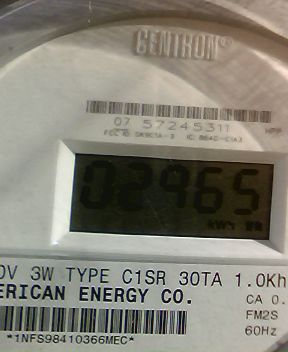 CENTRON®
07 57245311
02965
kWh
0V 3W TYPE C1SR 30TA 1.0Kh
ERICAN ENERGY CO.
CA 0.
FM2S
60Hz
*1NFS98410366MEC*